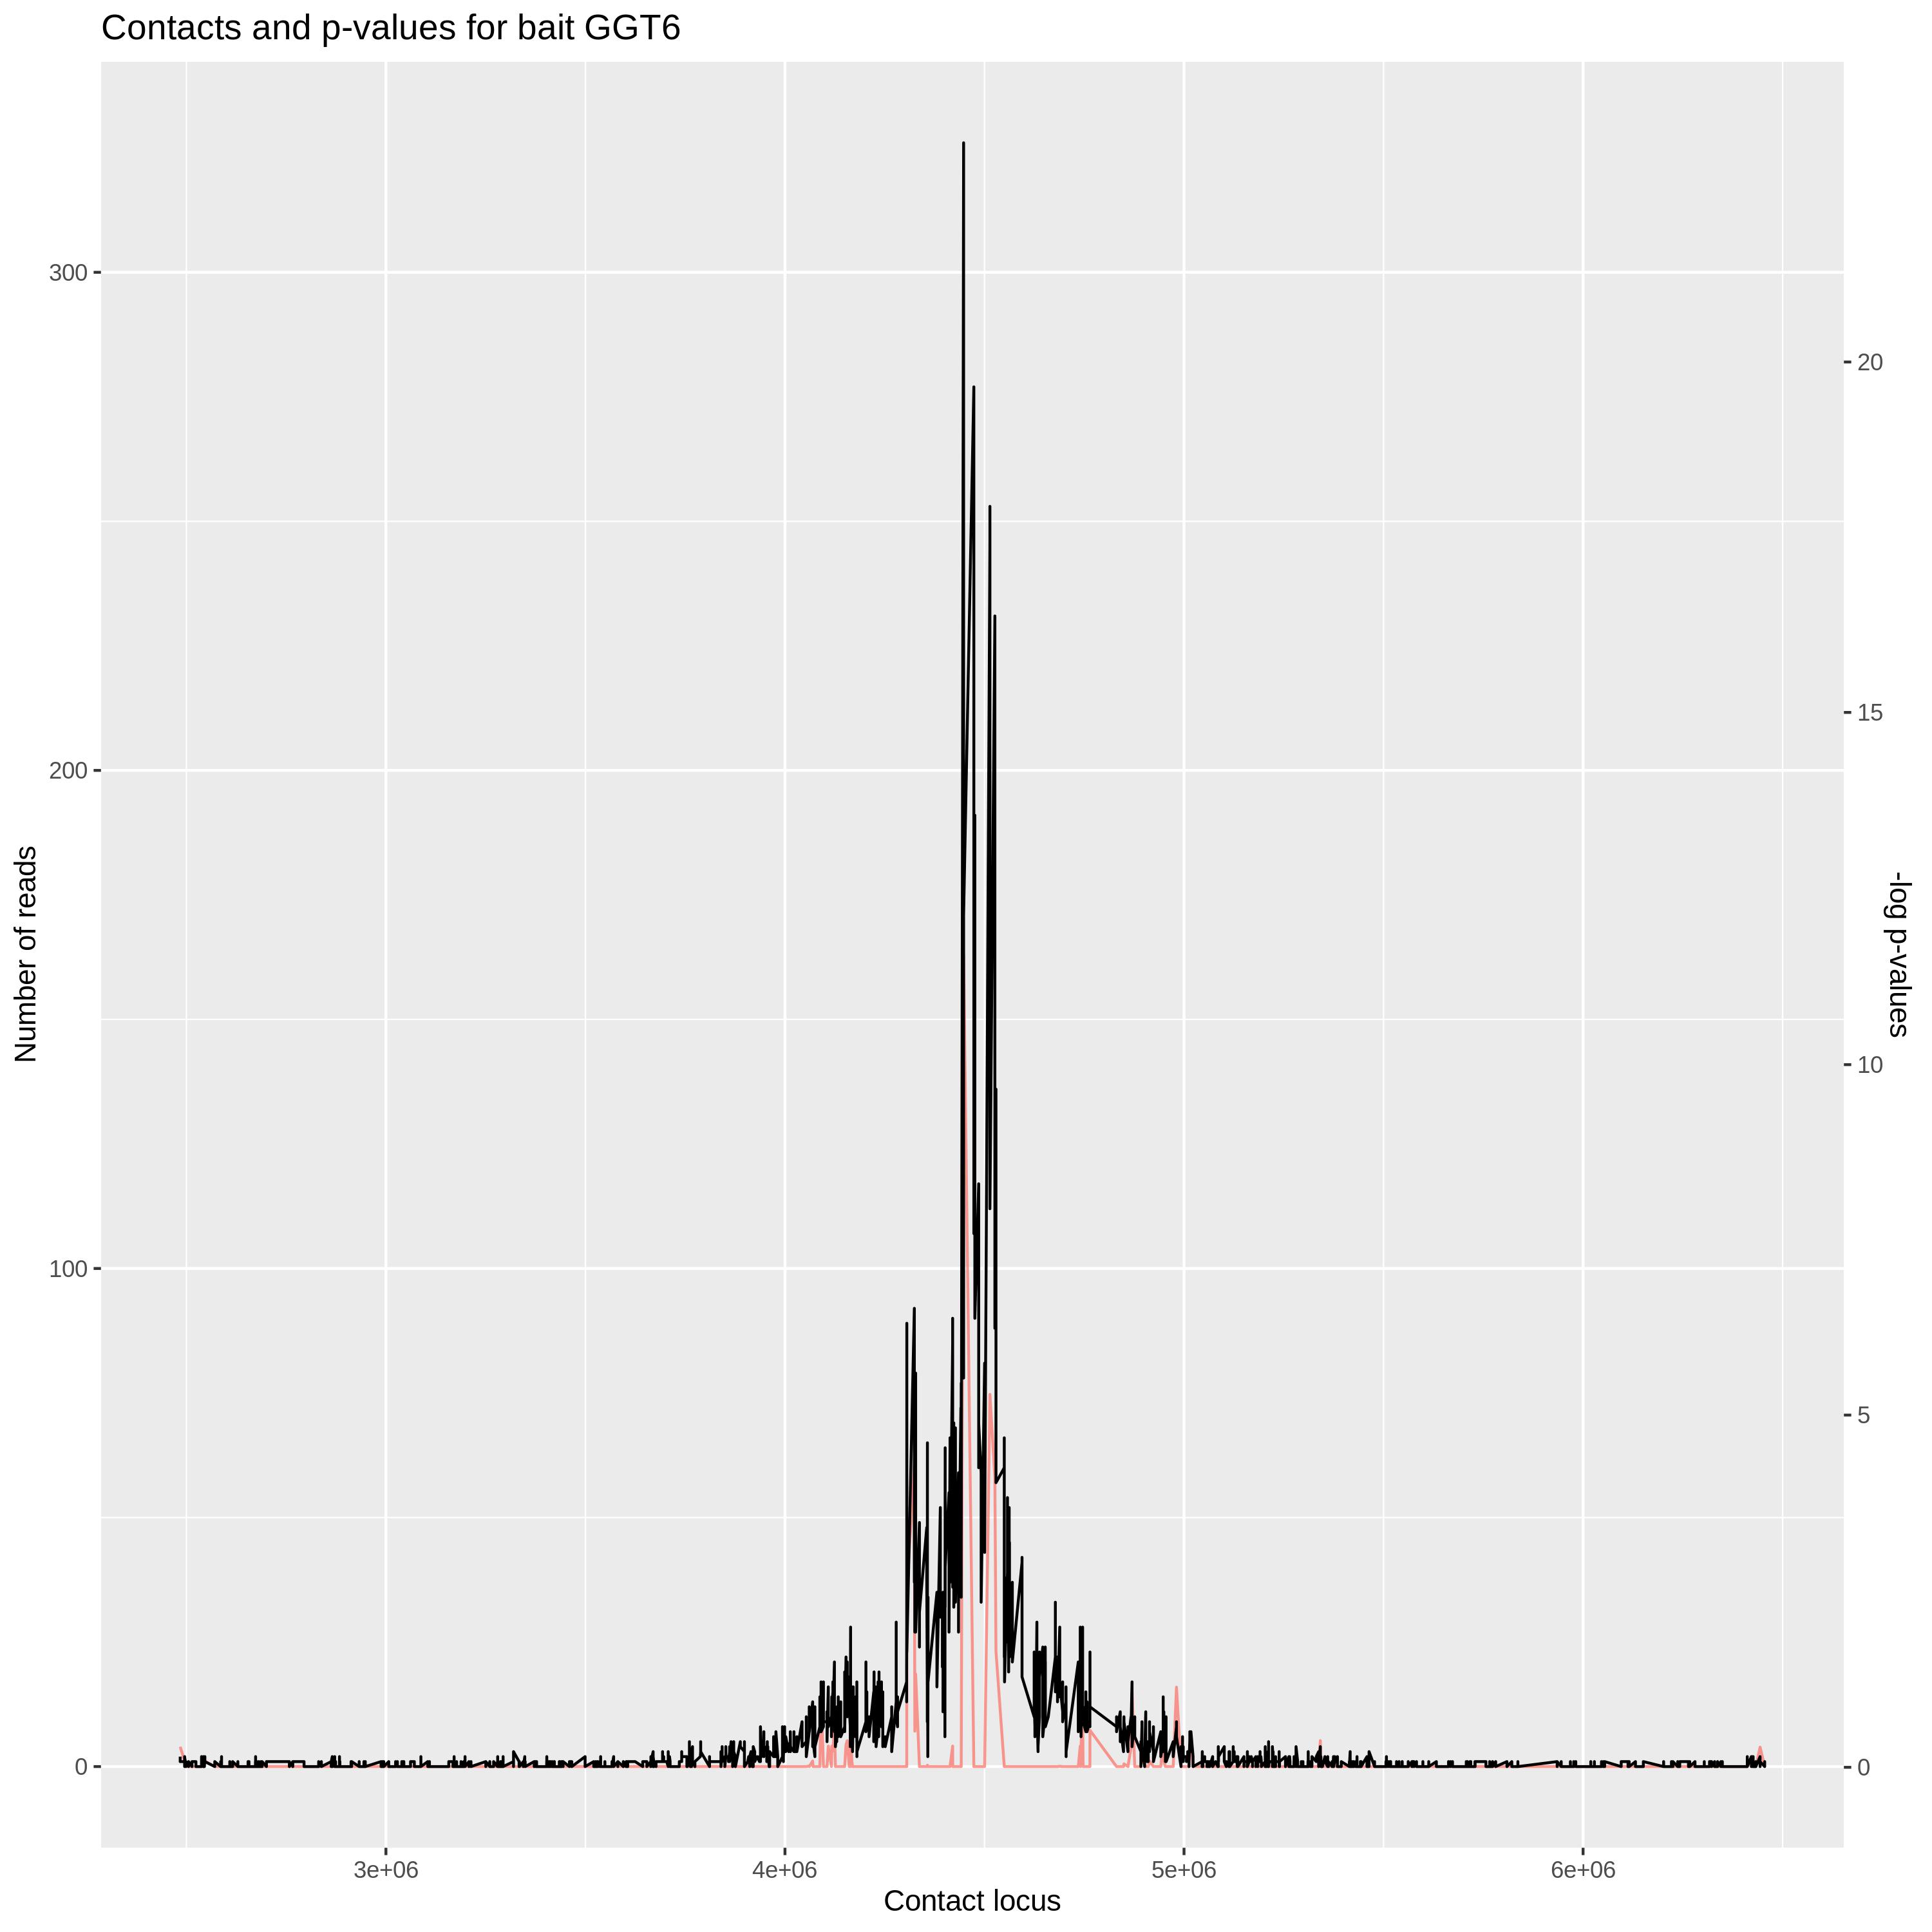 Contacts and p-values for bait GGT6
300
200
100
0
Number of reads
20
15
10
5
0
-log p-values
3e+06
4e+06
5e+06
6e+06
Contact locus